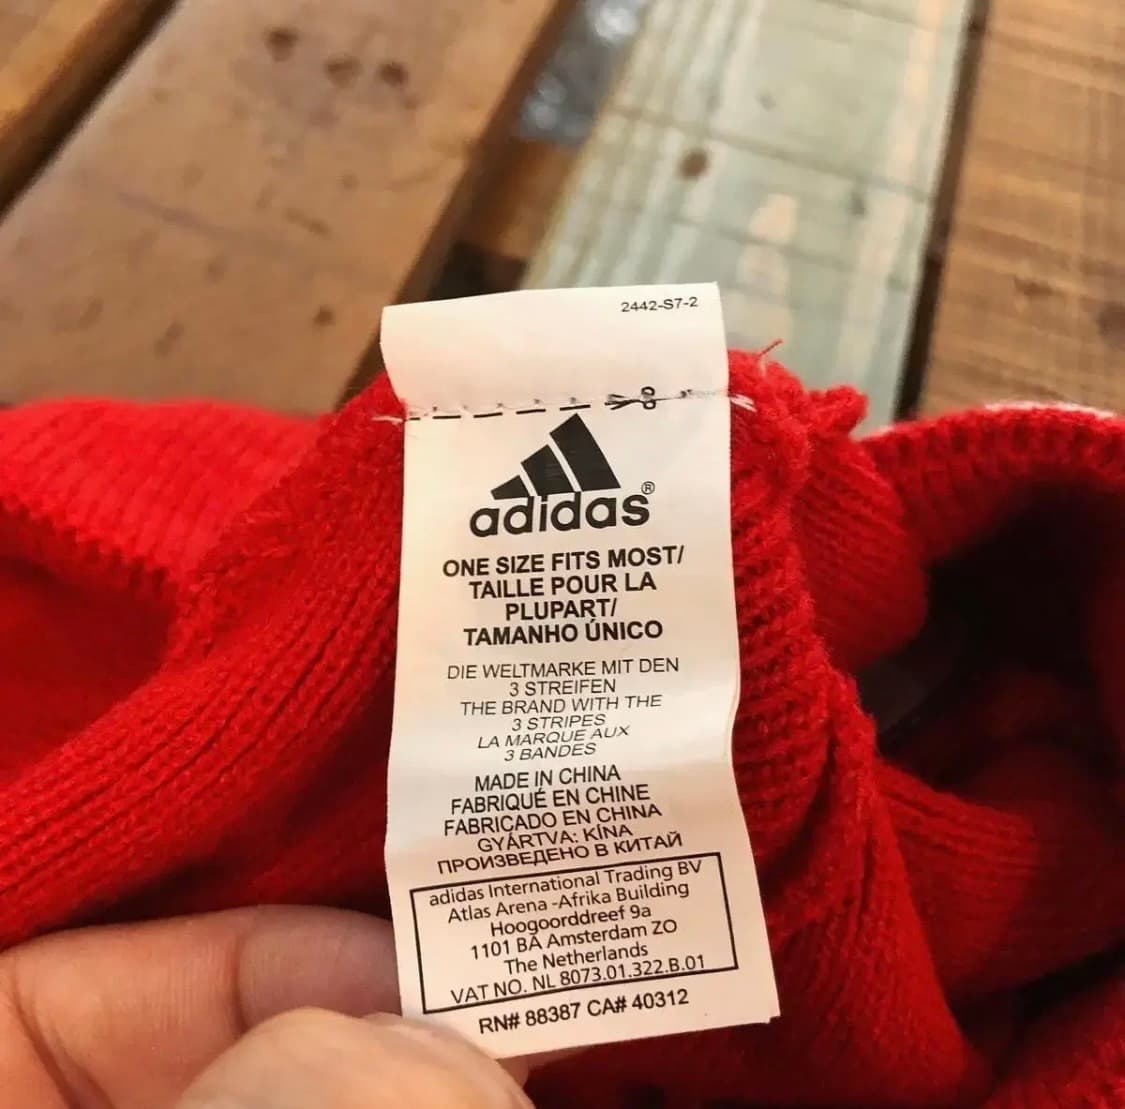 2442-S7-2
adidas®
ONE SIZE FITS MOST/
TAILLE POUR LA
PLUPART/
TAMANHO ÚNICO
DIE WELTMARKE MIT DEN
3 STREIFEN
THE BRAND WITH THE
3 STRIPES
LA MARQUE AUX
3 BANDES
MADE IN CHINA
FABRIQUÉ EN CHINE
FABRICADO EN CHINA
GYÁRTVA: KÍNA
ПРОИЗВЕДЕНО В КИТАЙ
adidas International Trading BV
Atlas Arena -Afrika Building
Hoogoorddreef 9a
1101 BA Amsterdam ZO
The Netherlands
VAT NO. NL 8073.01.322.B.01
RN# 88387 CA# 40312